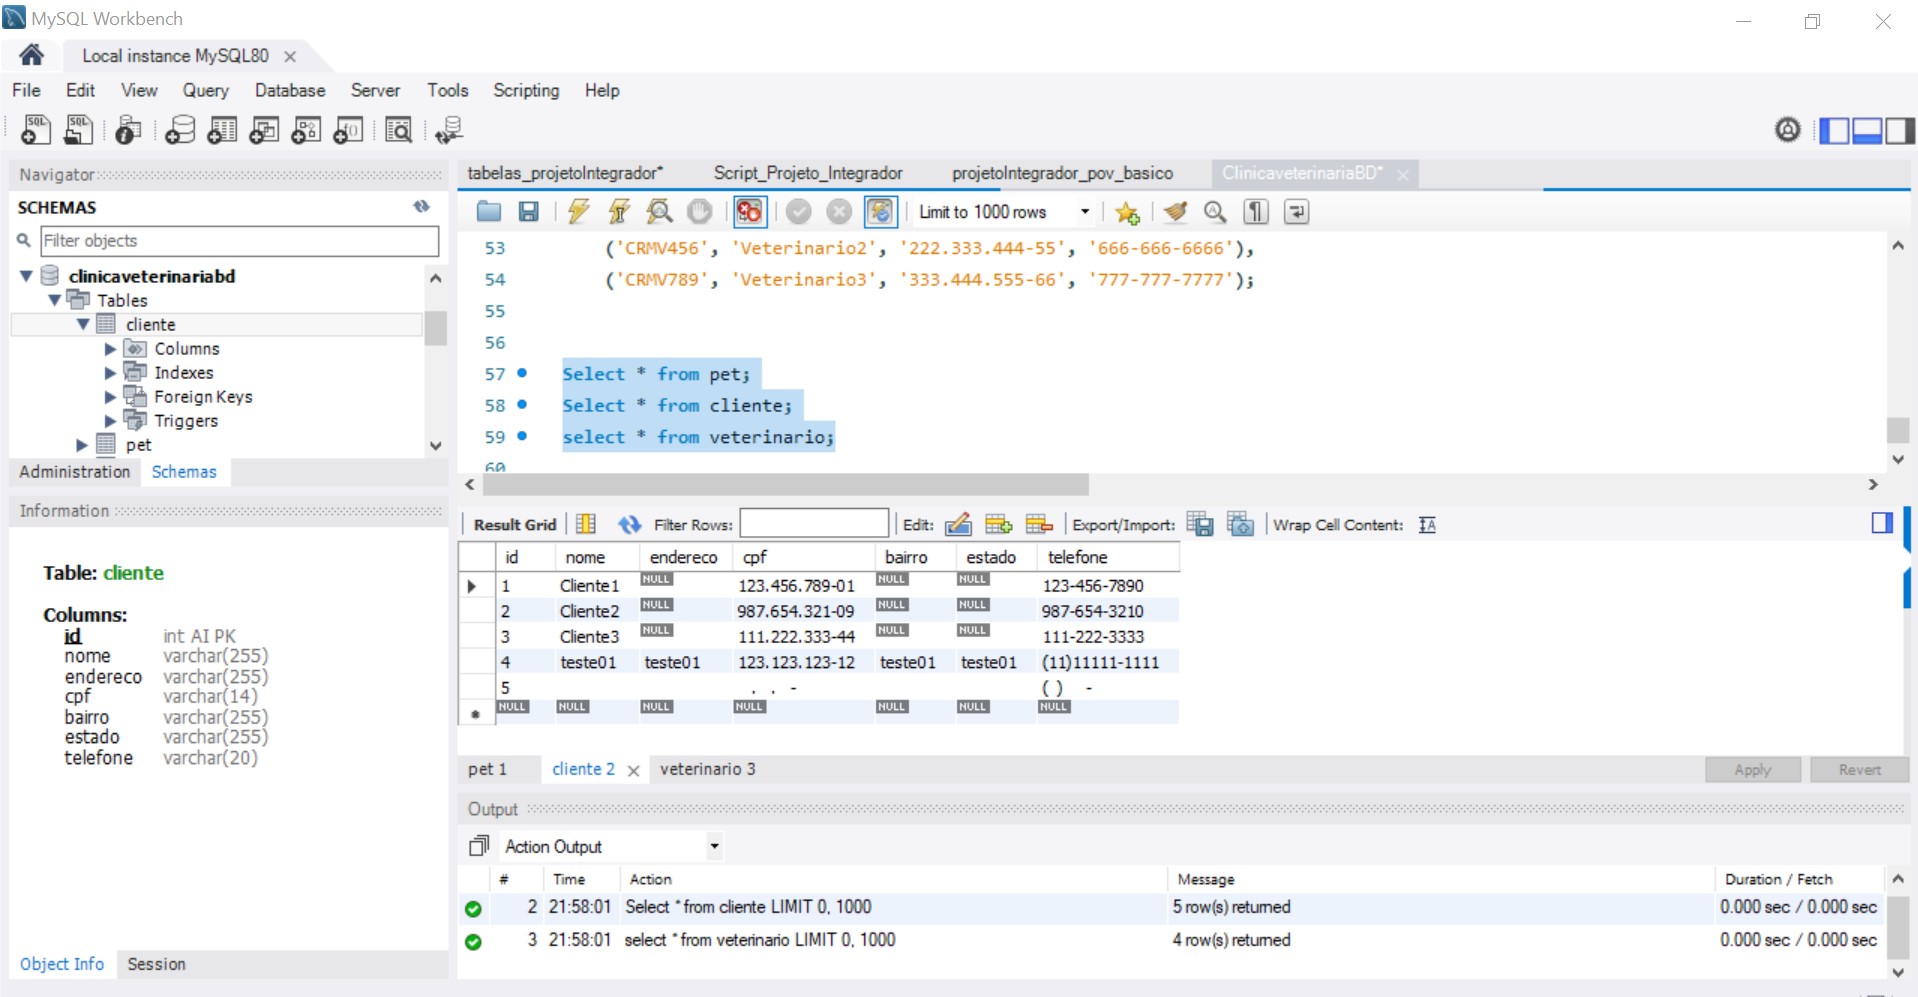 MySQL Workbench
Local instance MySQL80
File Edit View Query Database Server Tools Scripting Help
Navigator
SCHEMAS
Filter objects
clinicaveterinariabd
Tables
cliente
Columns
Indexes
Foreign Keys
Triggers
pet
Administration Schemas
Information
Table: cliente
Columns:
id int AI PK
nome varchar(255)
endereco varchar(255)
cpf varchar(14)
bairro varchar(255)
estado varchar(255)
telefone varchar(20)
Object Info Session
tabelas_projetoIntegrador* Script_Projeto_Integrador projetoIntegrador_pov_basico ClinicaveterinariaBD*
Limit to 1000 rows
53 ('CRMV456', 'Veterinario2', '222.333.444-55', '666-666-6666'),
54 ('CRMV789', 'Veterinario3', '333.444.555-66', '777-777-7777');
55
56
57 Select * from pet;
58 Select * from cliente;
59 select * from veterinario;
60
Result Grid Filter Rows: Edit: Export/Import: Wrap Cell Content:
id nome endereco cpf bairro estado telefone
1 Cliente1 NULL 123.456.789-01 NULL NULL 123-456-7890
2 Cliente2 NULL 987.654.321-09 NULL NULL 987-654-3210
3 Cliente3 NULL 111.222.333-44 NULL NULL 111-222-3333
4 teste01 teste01 123.123.123-12 teste01 teste01 (11)11111-1111
5 . . - ( ) -
NULL NULL NULL NULL NULL NULL NULL
pet 1 cliente 2 veterinario 3
Apply Revert
Output
Action Output
# Time Action Message Duration / Fetch
2 21:58:01 Select * from cliente LIMIT 0, 1000 5 row(s) returned 0.000 sec / 0.000 sec
3 21:58:01 select * from veterinario LIMIT 0, 1000 4 row(s) returned 0.000 sec / 0.000 sec